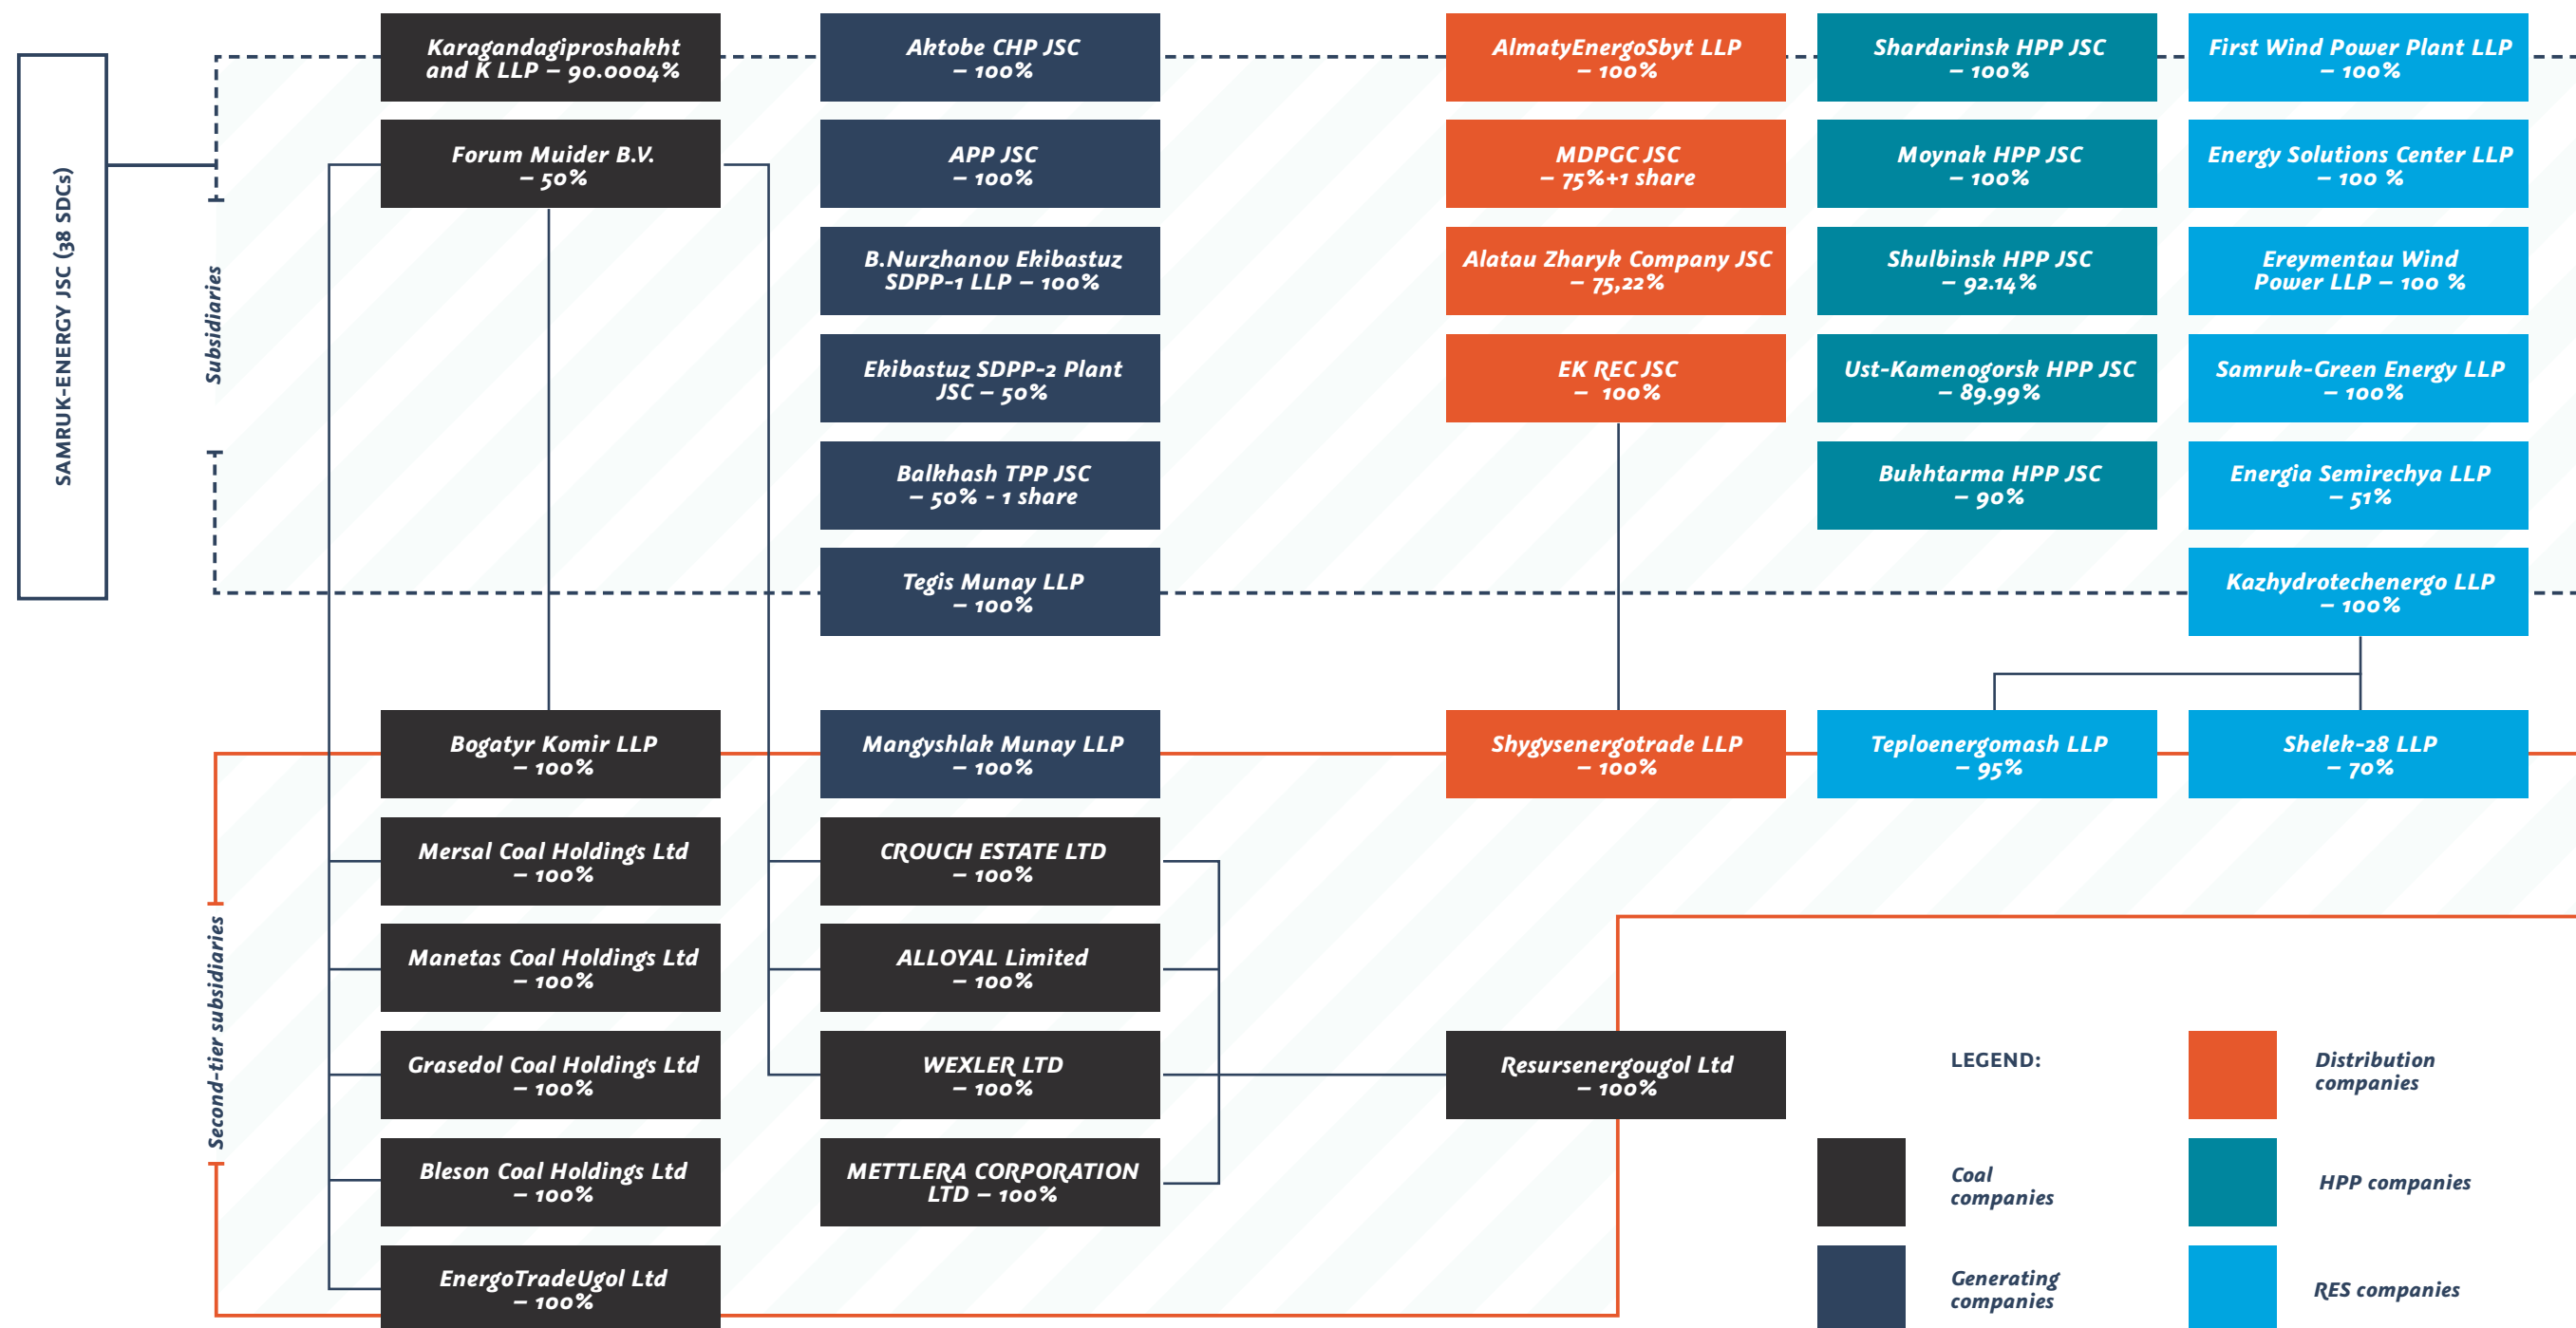 SAMRUK-ENERGY JSC (38 SDCs)
Subsidiaries
Karagandagiproshakht
and K LLP – 90.0004%
Forum Muider B.V.
– 50%
Aktobe CHP JSC
– 100%
APP JSC
– 100%
B.Nurzhanov Ekibastuz
SDPP-1 LLP – 100%
Ekibastuz SDPP-2 Plant
JSC – 50%
Balkhash TPP JSC
– 50% - 1 share
Tegis Munay LLP
– 100%
AlmatyEnergoSbyt LLP
– 100%
MDPGC JSC
– 75%+1 share
Alatau Zharyk Company JSC
– 75,22%
EK REC JSC
– 100%
Shardarinsk HPP JSC
– 100%
Moynak HPP JSC
– 100%
Shulbinsk HPP JSC
– 92.14%
Ust-Kamenogorsk HPP JSC
– 89.99%
Bukhtarma HPP JSC
– 90%
First Wind Power Plant LLP
– 100%
Energy Solutions Center LLP
– 100 %
Ereymentau Wind
Power LLP – 100 %
Samruk-Green Energy LLP
– 100%
Energia Semirechya LLP
– 51%
Kazhydrotechenergo LLP
– 100%
Second-tier subsidiaries
Bogatyr Komir LLP
– 100%
Mersal Coal Holdings Ltd
– 100%
Manetas Coal Holdings Ltd
– 100%
Grasedol Coal Holdings Ltd
– 100%
Bleson Coal Holdings Ltd
– 100%
EnergoTradeUgol Ltd
– 100%
Mangyshlak Munay LLP
– 100%
CROUCH ESTATE LTD
– 100%
ALLOYAL Limited
– 100%
WEXLER LTD
– 100%
METTLERA CORPORATION
LTD – 100%
Shygysenergotrade LLP
– 100%
Resursenergougol Ltd
– 100%
Teploenergomash LLP
– 95%
Shelek-28 LLP
– 70%
LEGEND:
Coal
companies
Generating
companies
Distribution
companies
HPP companies
RES companies